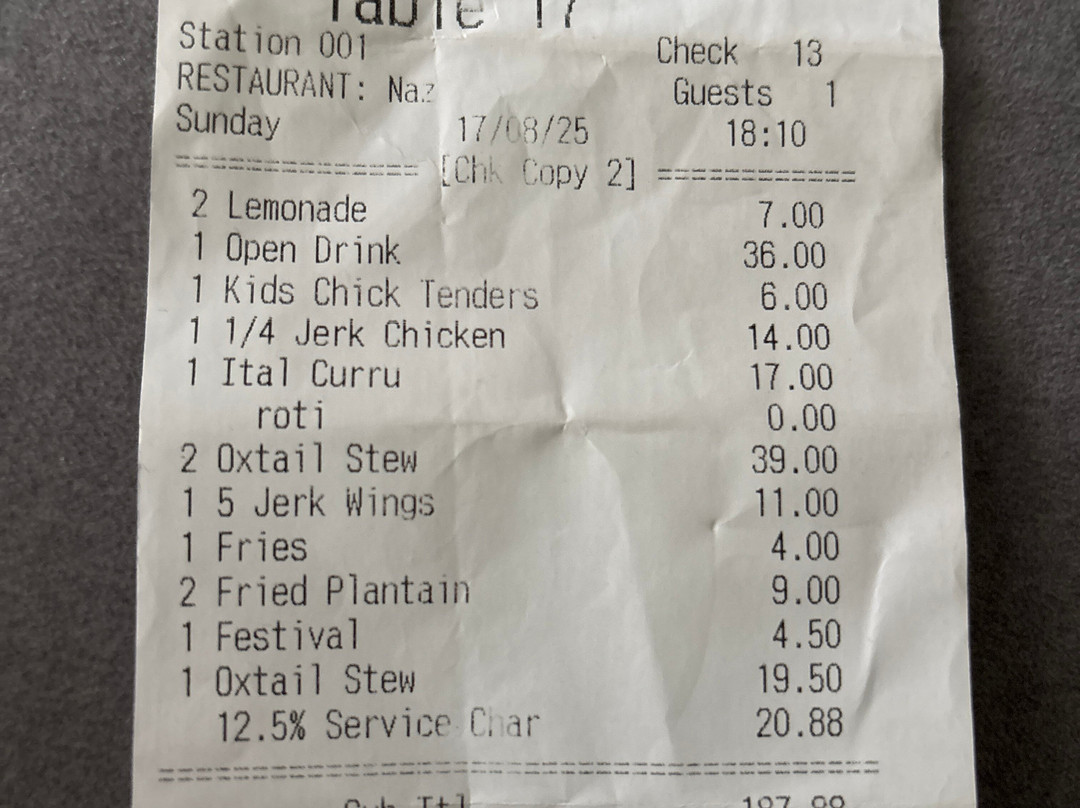 Table 17
Station 001 Check 13
RESTAURANT: Naz Guests 1
Sunday 17/08/25 18:10
============ [Chk Copy 2] ============
2 Lemonade 7.00
1 Open Drink 36.00
1 Kids Chick Tenders 6.00
1 1/4 Jerk Chicken 14.00
1 Ital Curru 17.00
roti 0.00
2 Oxtail Stew 39.00
1 5 Jerk Wings 11.00
1 Fries 4.00
2 Fried Plantain 9.00
1 Festival 4.50
1 Oxtail Stew 19.50
12.5% Service Char 20.88
Sub Ttl